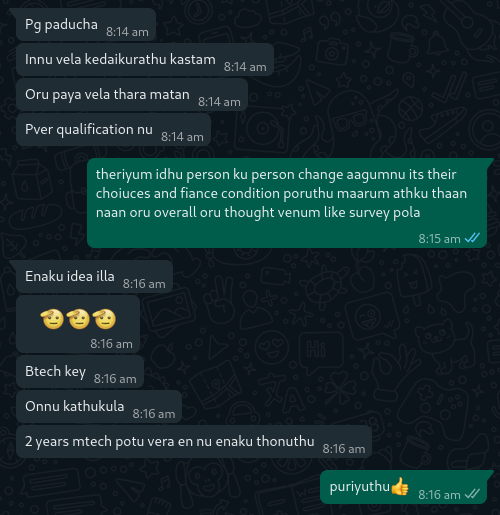 Pg paducha
8:14 am
Innu vela kedaikurathu kastam
8:14 am
Oru paya vela thara matan
8:14 am
Pver qualification nu
8:14 am
theriyum idhu person ku person change aagumnu its their
choiuces and fiance condition poruthu maarum athku thaan
naan oru overall oru thought venum like survey pola
8:15 am
Enaku idea illa
8:16 am
🫡🫡🫡
8:16 am
Btech key
8:16 am
Onnu kathukula
8:16 am
2 years mtech potu vera en nu enaku thonuthu
8:16 am
puriyuthu👍
8:16 am